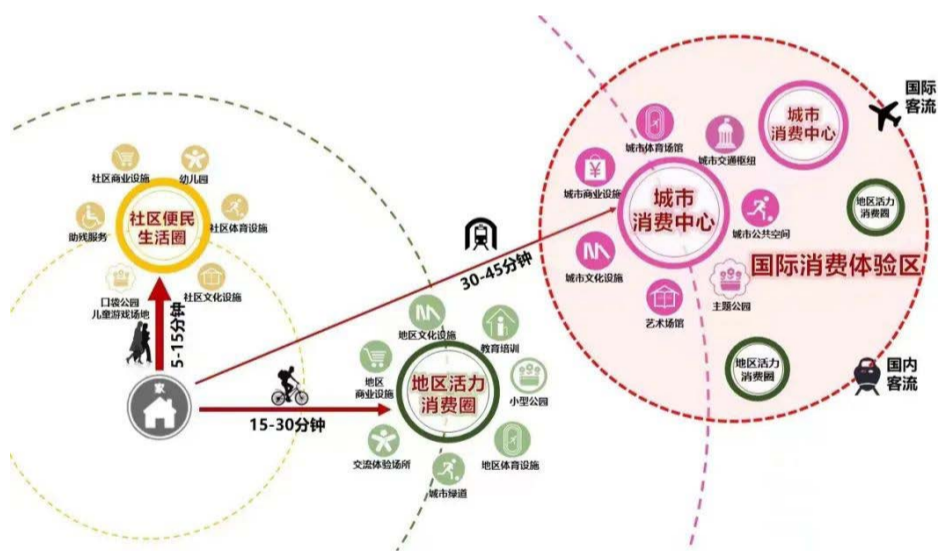 国际
客流
城市
消费中心
城市体育场馆
城市交通枢纽
城市商业设施
城市
消费中心
地区活力
消费圈
城市公共空间
城市文化设施
国际消费体验区
主题公园
艺术场馆
地区活力
消费圈
国内
客流
社区商业设施
幼儿园
社区便民
生活圈
助残服务
社区体育设施
口袋公园
儿童游戏场地
社区文化设施
5-15分钟
30-45分钟
家
15-30分钟
地区文化设施
教育培训
地区
商业设施
地区活力
消费圈
小型公园
交流体验场所
地区体育设施
城市绿道